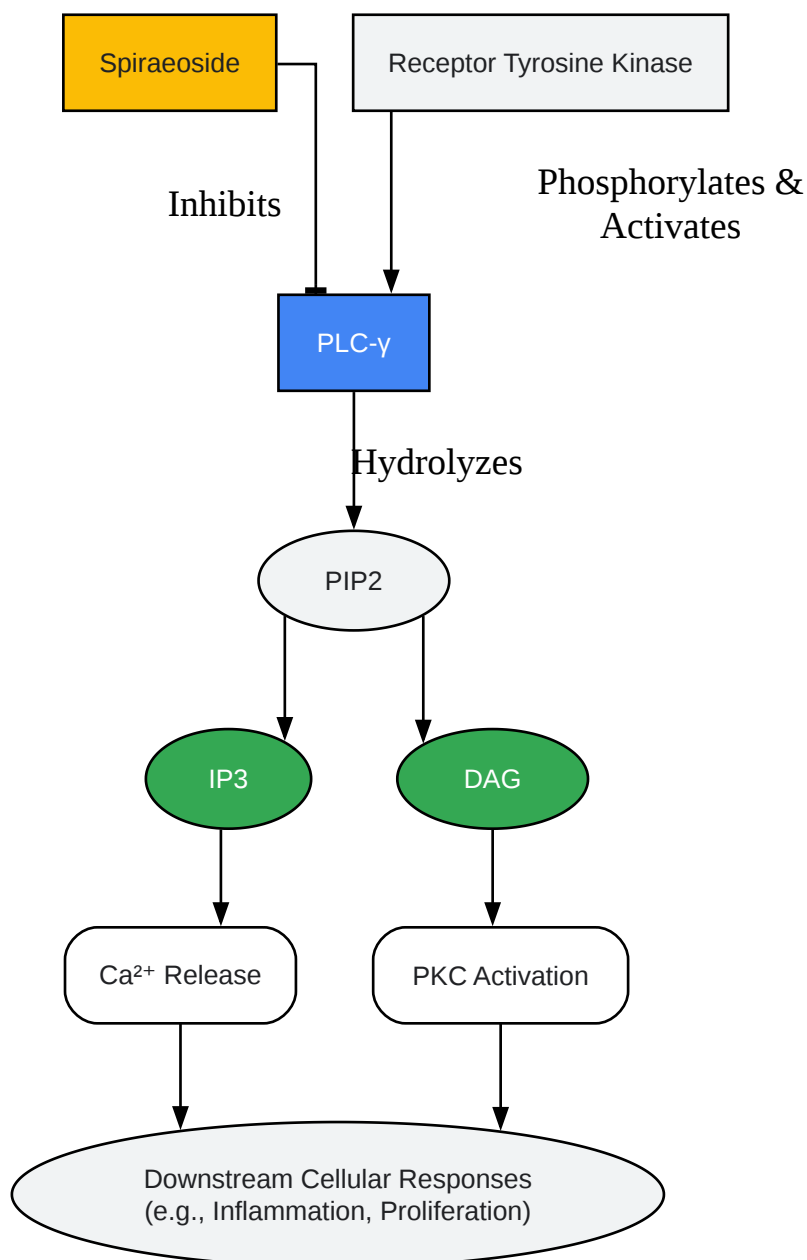 Spiraeoside
Receptor Tyrosine Kinase
Inhibits
Phosphorylates &
Activates
PLC-γ
Hydrolyzes
PIP2
IP3
DAG
Ca²⁺ Release
PKC Activation
Downstream Cellular Responses
(e.g., Inflammation, Proliferation)